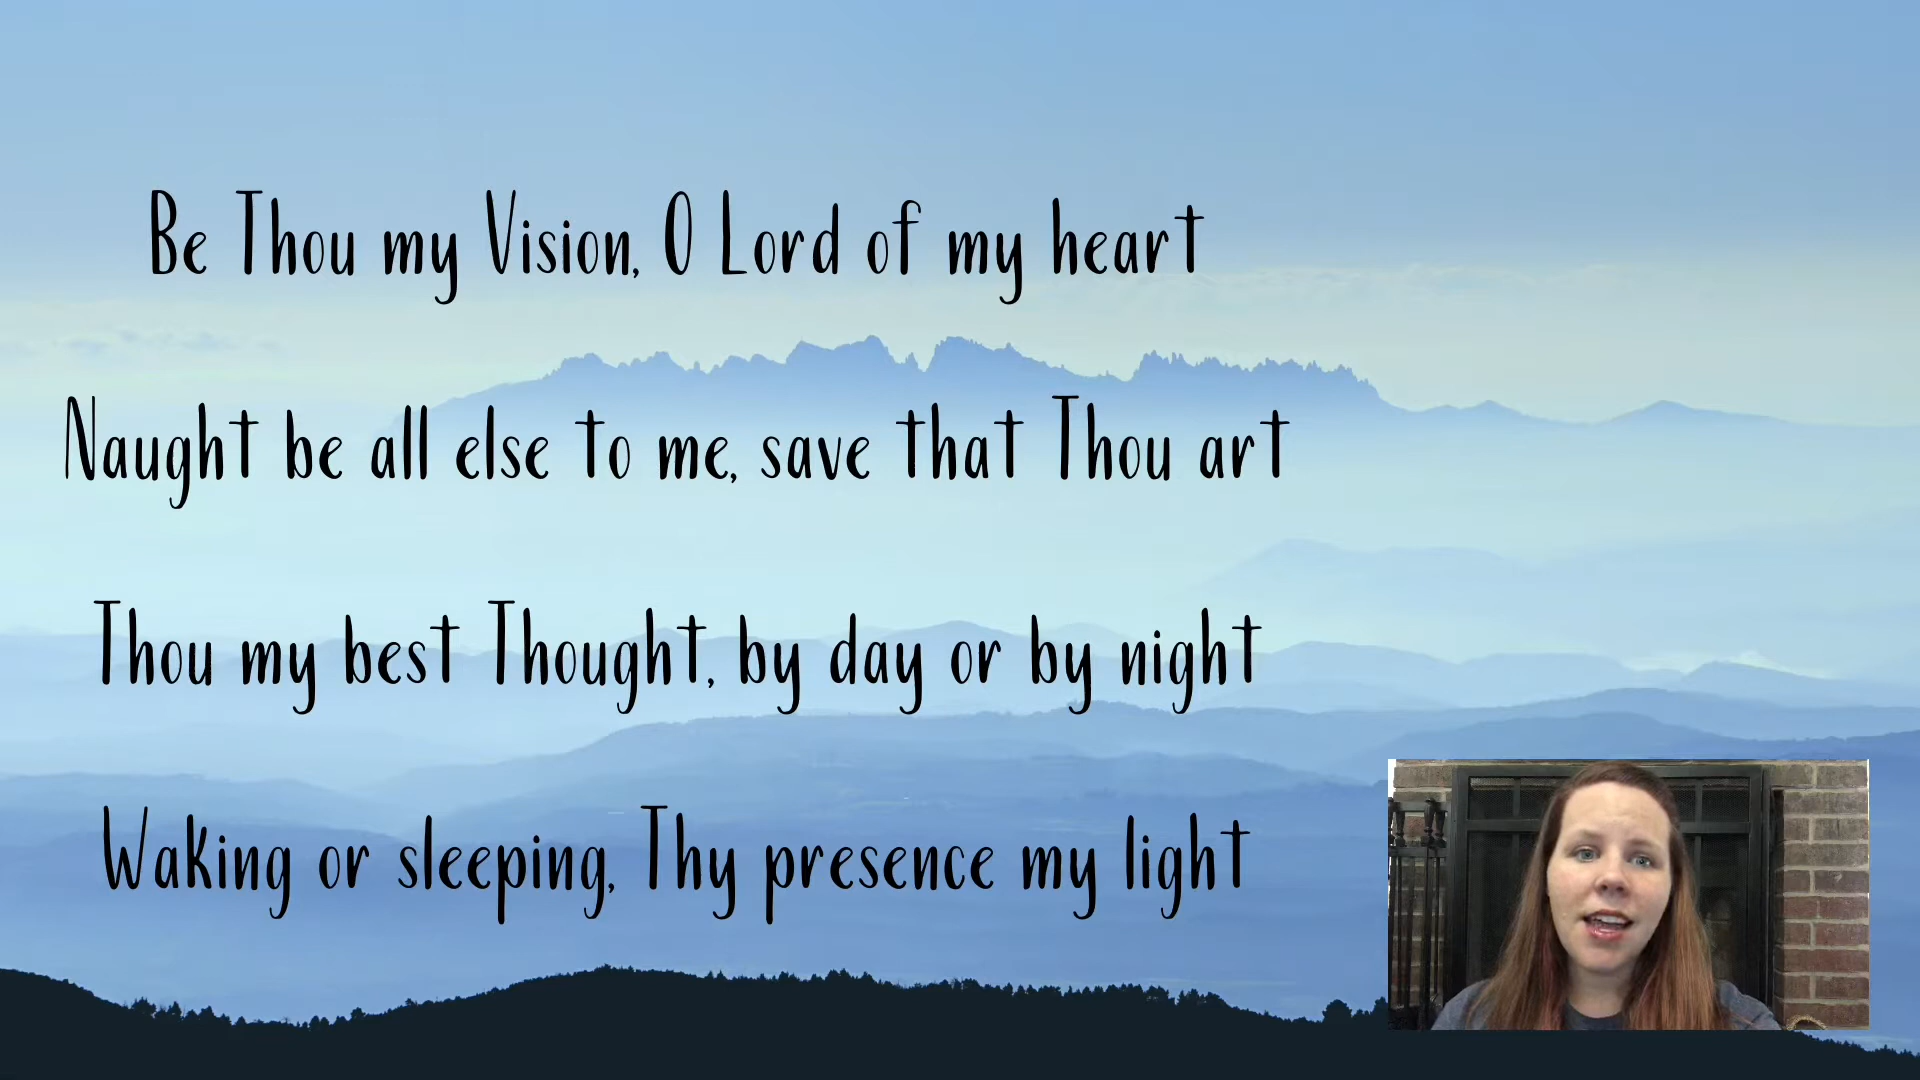 Be Thou my Vision, O Lord of my heart
Naught be all else to me, save that Thou art
Thou my best Thought, by day or by night
Waking or sleeping, Thy presence my light